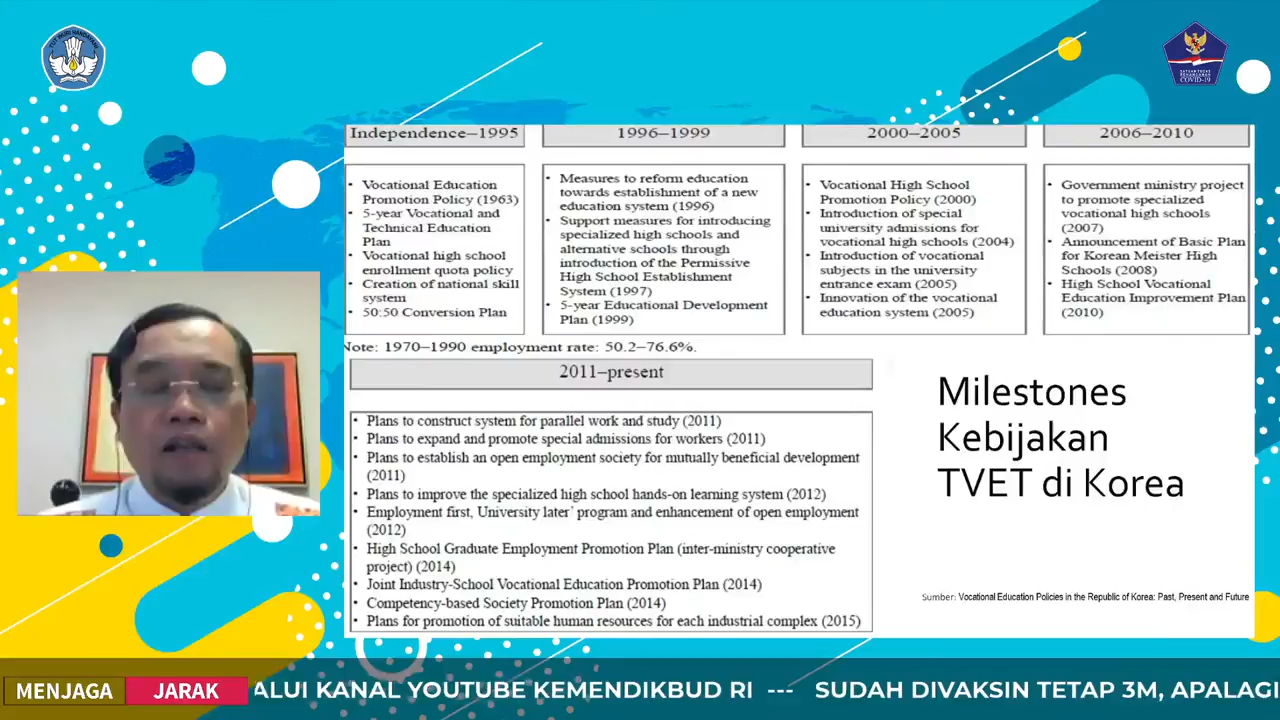 TUT WURI HANDAYANI
SATUAN TUGAS
PENANGANAN
COVID-19
Independence–1995
Vocational Education
Promotion Policy (1963)
5-year Vocational and
Technical Education
Plan
Vocational high school
enrollment quota policy
Creation of national skill
system
50:50 Conversion Plan
1996–1999
Measures to reform education
towards establishment of a new
education system (1996)
Support measures for introducing
specialized high schools and
alternative schools through
introduction of the Permissive
High School Establishment
System (1997)
5-year Educational Development
Plan (1999)
2000–2005
Vocational High School
Promotion Policy (2000)
Introduction of special
university admissions for
vocational high schools (2004)
Introduction of vocational
subjects in the university
entrance exam (2005)
Innovation of the vocational
education system (2005)
2006–2010
Government ministry project
to promote specialized
vocational high schools
(2007)
Announcement of Basic Plan
for Korean Meister High
Schools (2008)
High School Vocational
Education Improvement Plan
(2010)
Note: 1970–1990 employment rate: 50.2–76.6%.
2011–present
Plans to construct system for parallel work and study (2011)
Plans to expand and promote special admissions for workers (2011)
Plans to establish an open employment society for mutually beneficial development
(2011)
Plans to improve the specialized high school hands-on learning system (2012)
Employment first, University later' program and enhancement of open employment
(2012)
High School Graduate Employment Promotion Plan (inter-ministry cooperative
project) (2014)
Joint Industry-School Vocational Education Promotion Plan (2014)
Competency-based Society Promotion Plan (2014)
Plans for promotion of suitable human resources for each industrial complex (2015)
Milestones
Kebijakan
TVET di Korea
Sumber: Vocational Education Policies in the Republic of Korea: Past, Present and Future
MENJAGA JARAK ALUI KANAL YOUTUBE KEMENDIKBUD RI --- SUDAH DIVAKSIN TETAP 3M, APALAGI